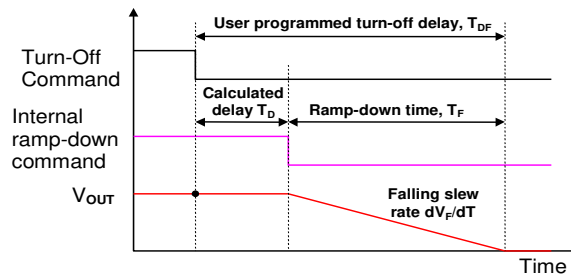 User programmed turn-off delay, TDF
Turn-Off
Command
Calculated
delay TD
Ramp-down time, TF
Internal
ramp-down
command
VOUT
Falling slew
rate dVF/dT
Time